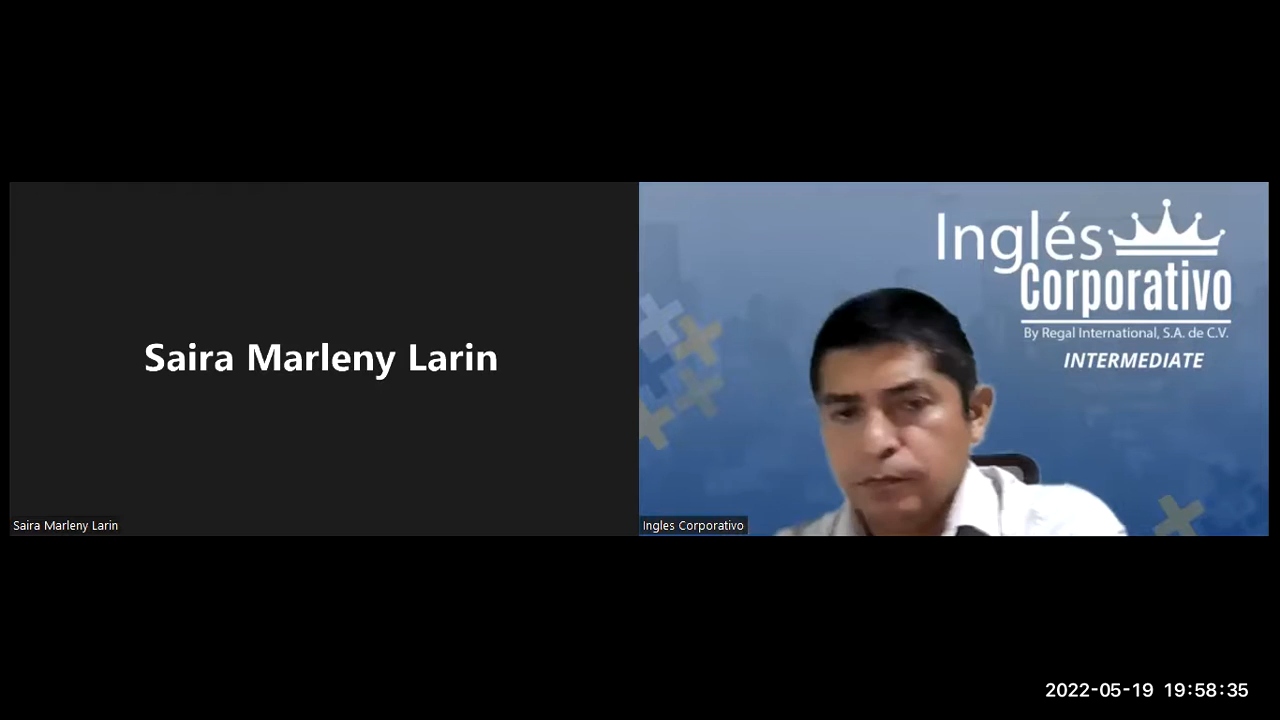 Saira Marleny Larin
Saira Marleny Larin
Inglés
Corporativo
By Regal International, S.A. de C.V.
INTERMEDIATE
Ingles Corporativo
2022-05-19 19:58:35